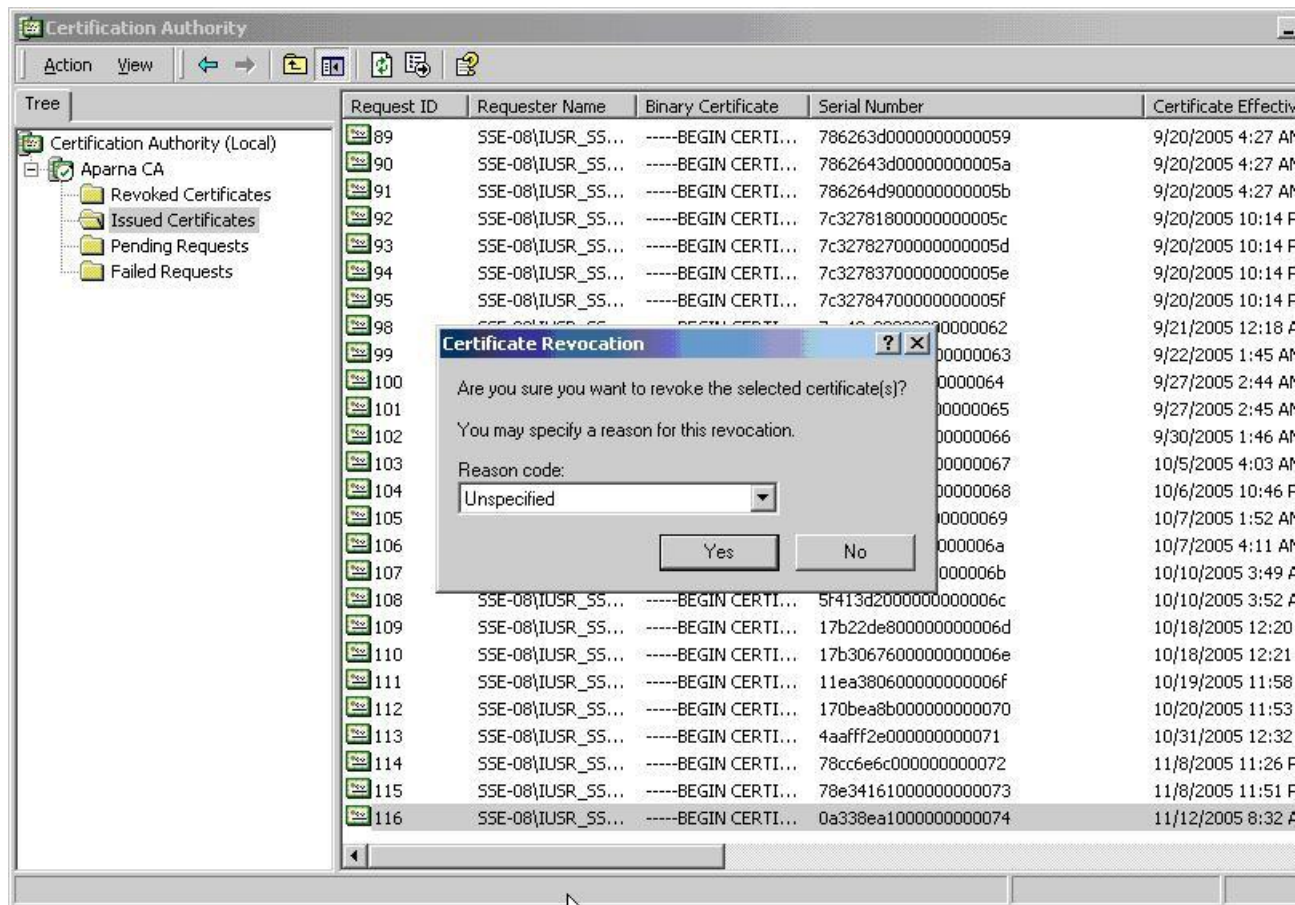 Certification Authority
Action View
Tree
Certification Authority (Local)
Aparna CA
Revoked Certificates
Issued Certificates
Pending Requests
Failed Requests
Request ID Requester Name Binary Certificate Serial Number Certificate Effectiv
89 SSE-08\IUSR_SS... -----BEGIN CERTI... 786263d0000000000059 9/20/2005 4:27 AM
90 SSE-08\IUSR_SS... -----BEGIN CERTI... 7862643d00000000005a 9/20/2005 4:27 AM
91 SSE-08\IUSR_SS... -----BEGIN CERTI... 786264d900000000005b 9/20/2005 4:27 AM
92 SSE-08\IUSR_SS... -----BEGIN CERTI... 7c32781800000000005c 9/20/2005 10:14 P
93 SSE-08\IUSR_SS... -----BEGIN CERTI... 7c32782700000000005d 9/20/2005 10:14 P
94 SSE-08\IUSR_SS... -----BEGIN CERTI... 7c32783700000000005e 9/20/2005 10:14 P
95 SSE-08\IUSR_SS... -----BEGIN CERTI... 7c32784700000000005f 9/20/2005 10:14 P
98 9/21/2005 12:18 A
99 0000063 9/22/2005 1:45 AM
100 0000064 9/27/2005 2:44 AM
101 0000065 9/27/2005 2:45 AM
102 0000066 9/30/2005 1:46 AM
103 0000067 10/5/2005 4:03 AM
104 0000068 10/6/2005 10:46 P
105 0000069 10/7/2005 1:52 AM
106 000006a 10/7/2005 4:11 AM
107 000006b 10/10/2005 3:49 A
108 SSE-08\IUSR_SS... -----BEGIN CERTI... 5f413d2000000000006c 10/10/2005 3:52 A
109 SSE-08\IUSR_SS... -----BEGIN CERTI... 17b22de800000000006d 10/18/2005 12:20
110 SSE-08\IUSR_SS... -----BEGIN CERTI... 17b3067600000000006e 10/18/2005 12:21
111 SSE-08\IUSR_SS... -----BEGIN CERTI... 11ea380600000000006f 10/19/2005 11:58
112 SSE-08\IUSR_SS... -----BEGIN CERTI... 170bea8b000000000070 10/20/2005 11:53
113 SSE-08\IUSR_SS... -----BEGIN CERTI... 4aafff2e000000000071 10/31/2005 12:32
114 SSE-08\IUSR_SS... -----BEGIN CERTI... 78cc6e6c000000000072 11/8/2005 11:26 P
115 SSE-08\IUSR_SS... -----BEGIN CERTI... 78e34161000000000073 11/8/2005 11:51 P
116 SSE-08\IUSR_SS... -----BEGIN CERTI... 0a338ea1000000000074 11/12/2005 8:32 A
Certificate Revocation
Are you sure you want to revoke the selected certificate(s)?
You may specify a reason for this revocation.
Reason code:
Unspecified
Yes No